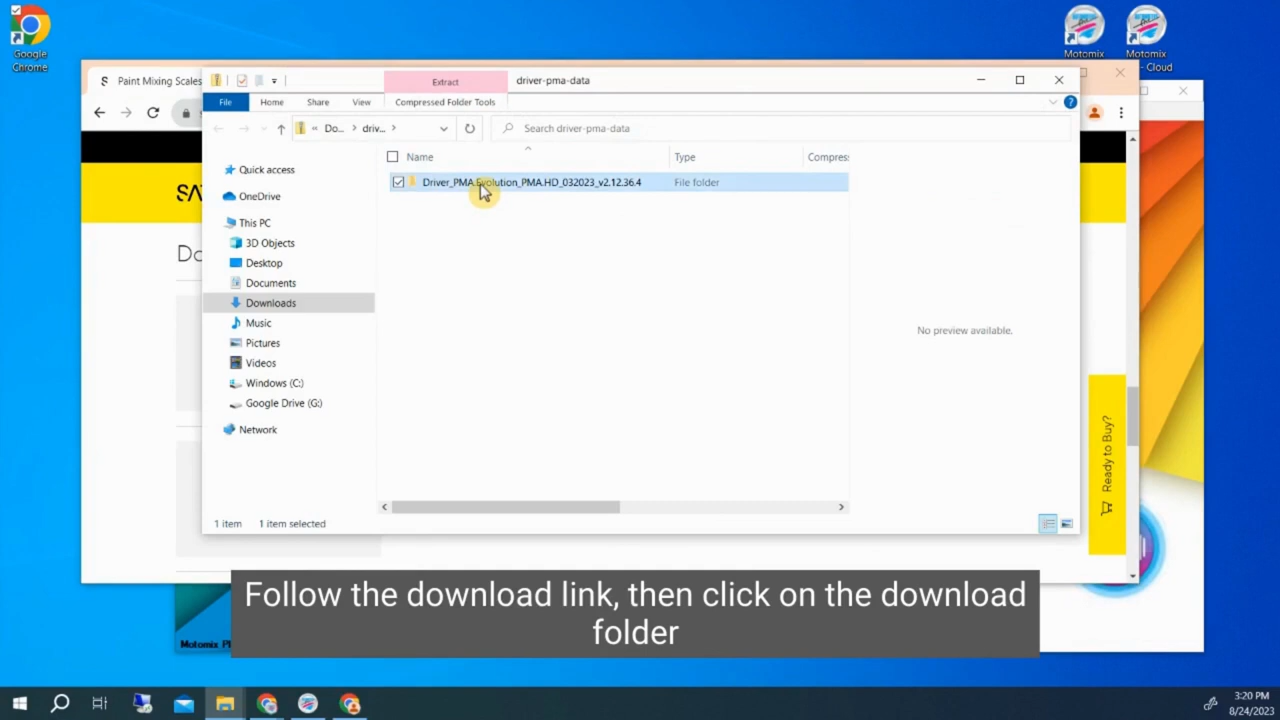 Google
Chrome
Motomix
Motomix
- Cloud
S Paint Mixing Scales
Extract
driver-pma-data
File
Home
Share
View
Compressed Folder Tools
« Do... > driv... >
Search driver-pma-data
Name
Type
Compres
Driver_PMA.Evolution_PMA.HD_032023_v2.12.36.4
File folder
Quick access
OneDrive
This PC
3D Objects
Desktop
Documents
Downloads
Music
Pictures
Videos
Windows (C:)
Google Drive (G:)
Network
No preview available.
1 item
1 item selected
Do
Ready to Buy?
Follow the download link, then click on the download
folder
3:20 PM
8/24/2023